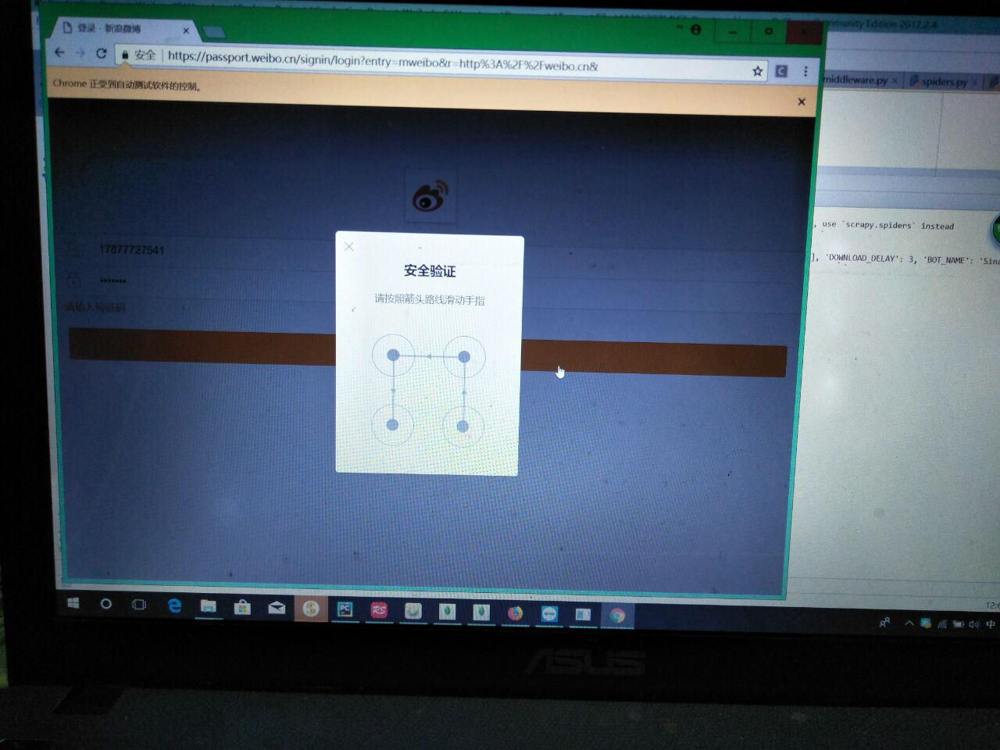 登录 - 新浪微博
安全 | https://passport.weibo.cn/signin/login?entry=mweibo&r=http%3A%2F%2Fweibo.cn&
Chrome 正受到自动测试软件的控制。
17877727541
请输入验证码
安全验证
请按照箭头路线滑动手指
mmunity Edition 2017.2.4
middleware.py
spiders.py
, use `scrapy.spiders` instead
], 'DOWNLOAD_DELAY': 3, 'BOT_NAME': 'Sina
PC
RS
中
12:
ASUS